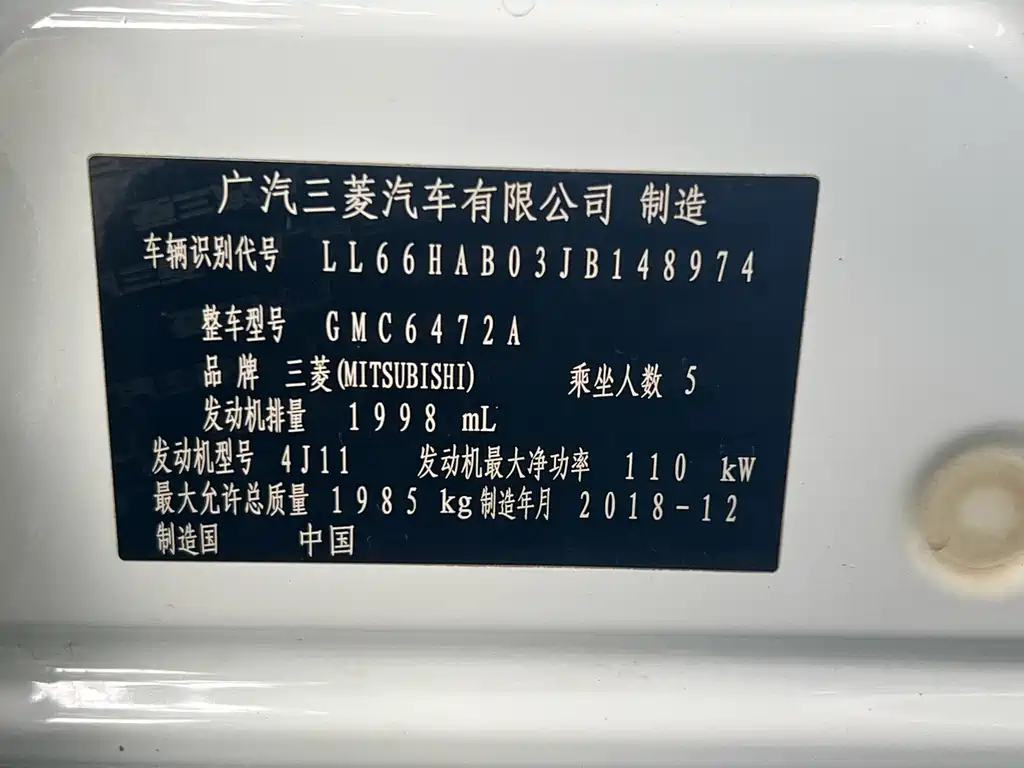 广汽三菱汽车有限公司 制造
车辆识别代号 LL66HAB03JB148974
整车型号 GMC6472A
品牌 三菱(MITSUBISHI) 乘坐人数 5
发动机排量 1998 mL
发动机型号 4J11 发动机最大净功率 110 kW
最大允许总质量 1985 kg 制造年月 2018-12
制造国 中国